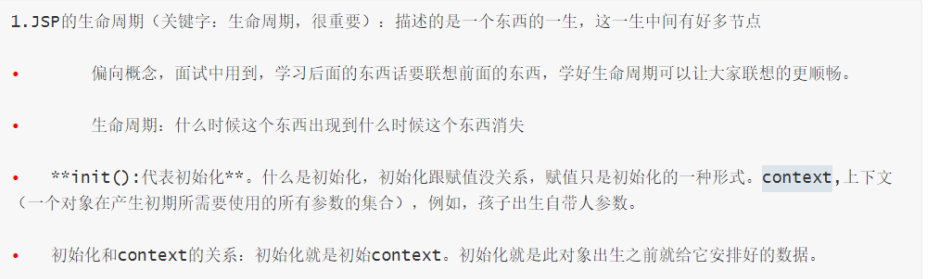 1.JSP的生命周期（关键字：生命周期，很重要）：描述的是一个东西的一生，这一生中间有好多节点
• 偏向概念，面试中用到，学习后面的东西话要联想前面的东西，学好生命周期可以让大家联想的更顺畅。
• 生命周期：什么时候这个东西出现到什么时候这个东西消失
• **init():代表初始化**。什么是初始化，初始化跟赋值没关系，赋值只是初始化的一种形式。context,上下文
（一个对象在产生初期所需要使用的所有参数的集合），例如，孩子出生自带人参数。
• 初始化和context的关系：初始化就是初始context。初始化就是此对象出生之前就给它安排好的数据。